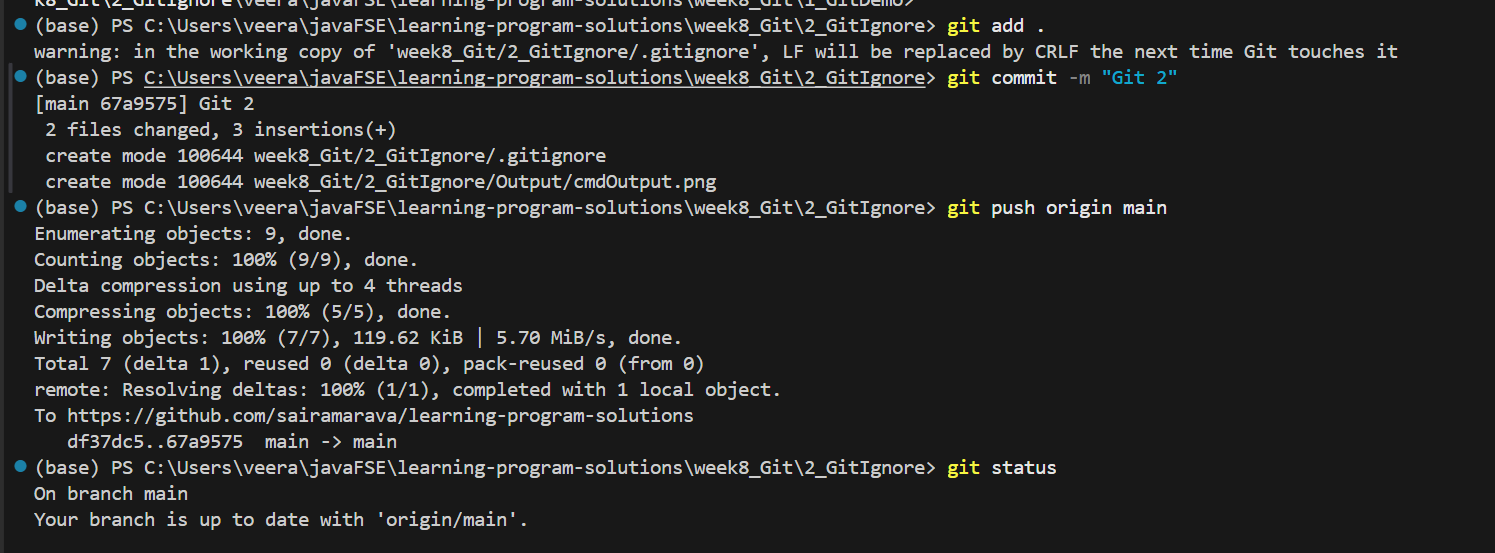 k8_Git\2_GitIgnore\week8_Git\1_GitDemo>
(base) PS C:\Users\veera\javaFSE\learning-program-solutions\week8_Git\2_GitIgnore> git add .
warning: in the working copy of 'week8_Git/2_GitIgnore/.gitignore', LF will be replaced by CRLF the next time Git touches it
(base) PS C:\Users\veera\javaFSE\learning-program-solutions\week8_Git\2_GitIgnore> git commit -m "Git 2"
[main 67a9575] Git 2
 2 files changed, 3 insertions(+)
 create mode 100644 week8_Git/2_GitIgnore/.gitignore
 create mode 100644 week8_Git/2_GitIgnore/Output/cmdOutput.png
(base) PS C:\Users\veera\javaFSE\learning-program-solutions\week8_Git\2_GitIgnore> git push origin main
Enumerating objects: 9, done.
Counting objects: 100% (9/9), done.
Delta compression using up to 4 threads
Compressing objects: 100% (5/5), done.
Writing objects: 100% (7/7), 119.62 KiB | 5.70 MiB/s, done.
Total 7 (delta 1), reused 0 (delta 0), pack-reused 0 (from 0)
remote: Resolving deltas: 100% (1/1), completed with 1 local object.
To https://github.com/sairamarava/learning-program-solutions
   df37dc5..67a9575  main -> main
(base) PS C:\Users\veera\javaFSE\learning-program-solutions\week8_Git\2_GitIgnore> git status
On branch main
Your branch is up to date with 'origin/main'.